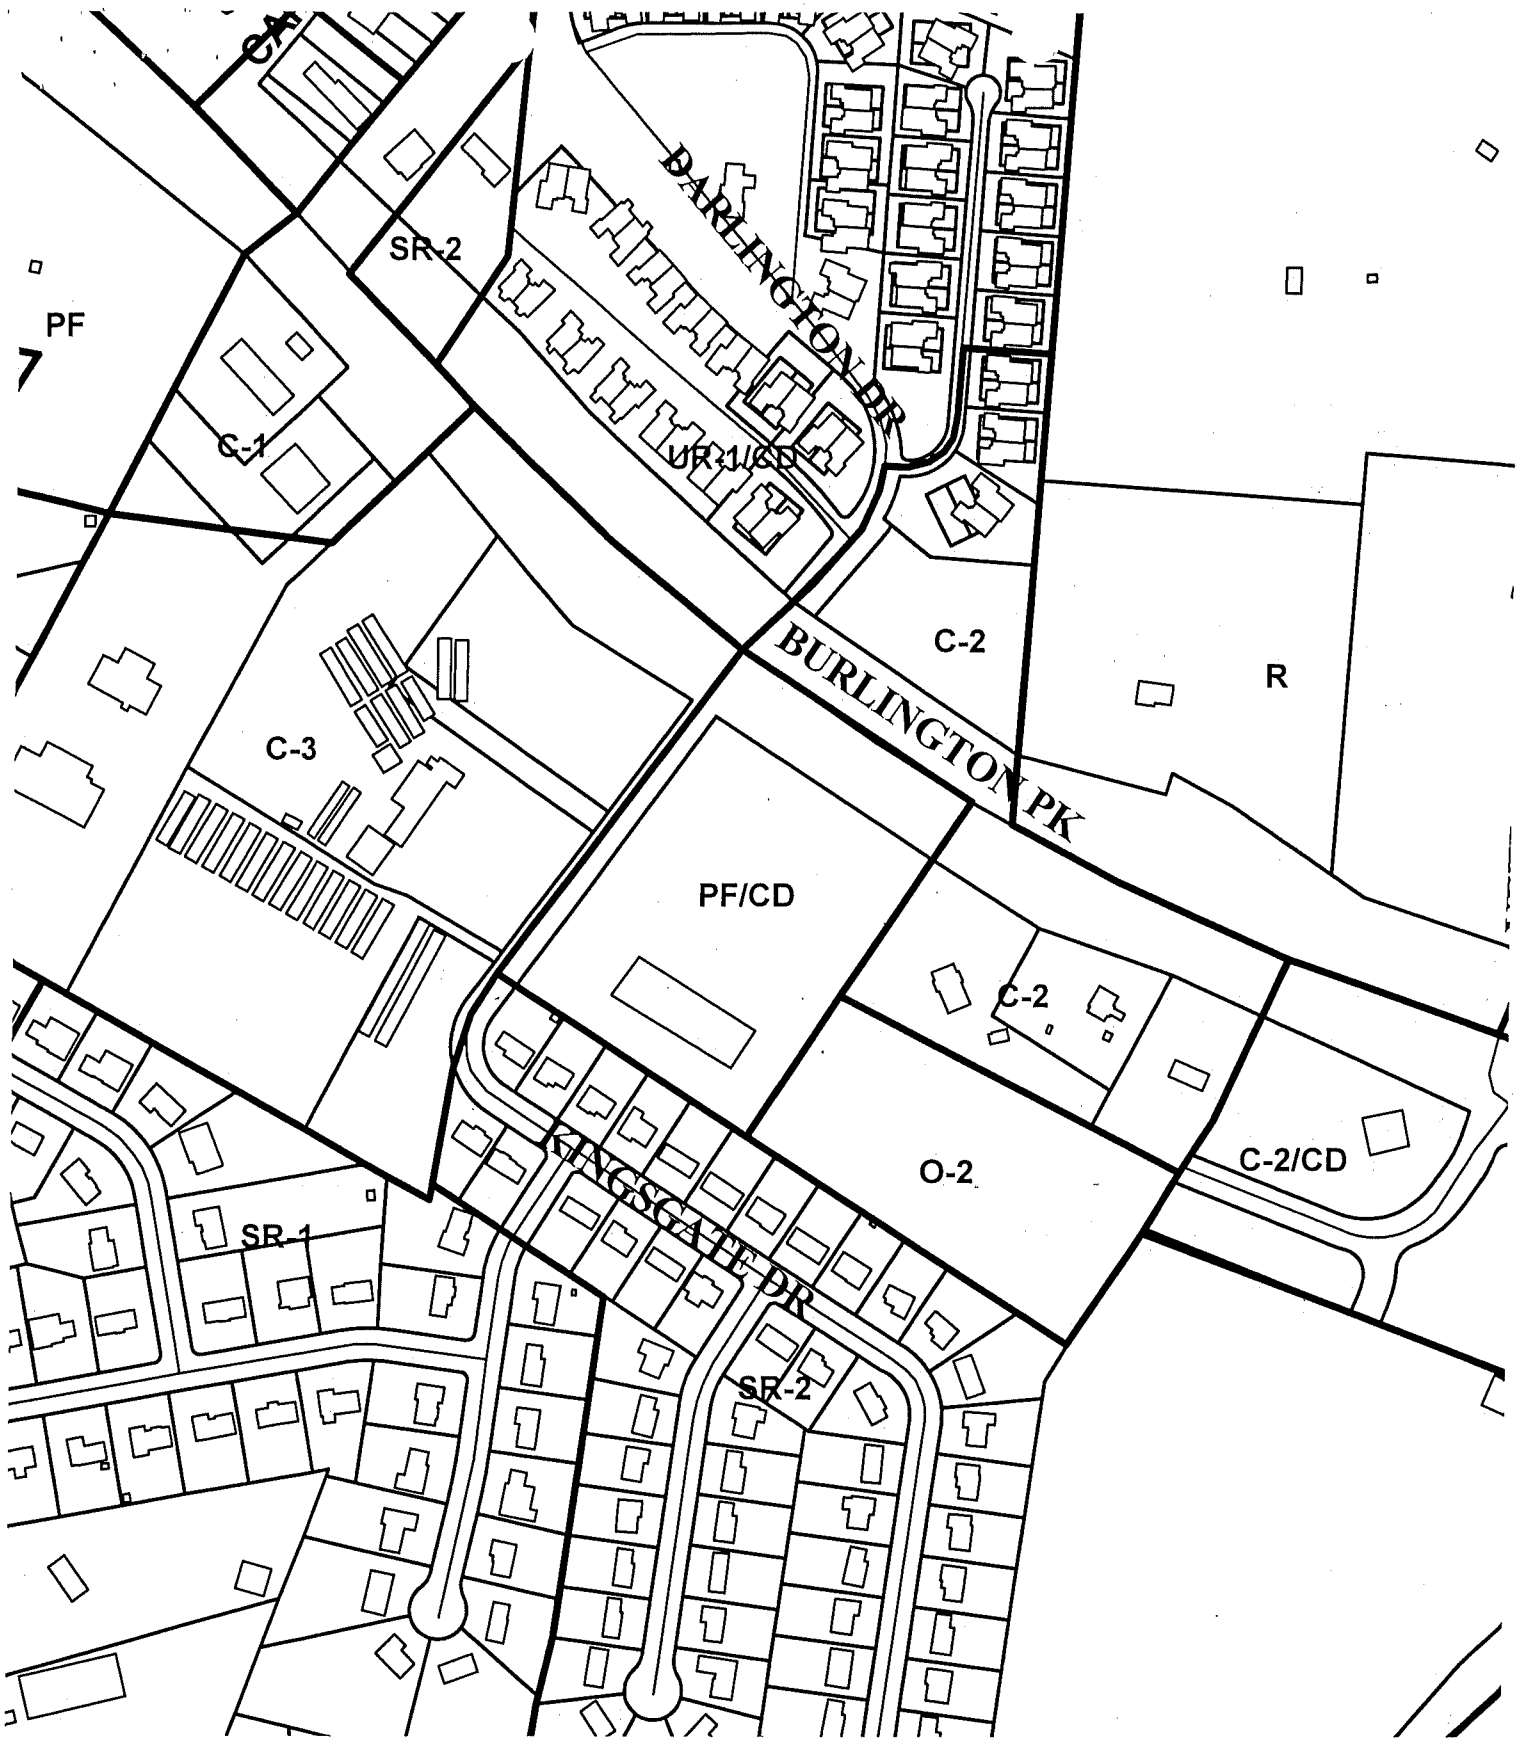 CA
SR-2
DARLINGTON DR
PF
C-1
UR-1/CD
C-2
BURLINGTON PK
R
C-3
PF/CD
C-2
O-2
C-2/CD
KINGSGATE DR
SR-1
SR-2